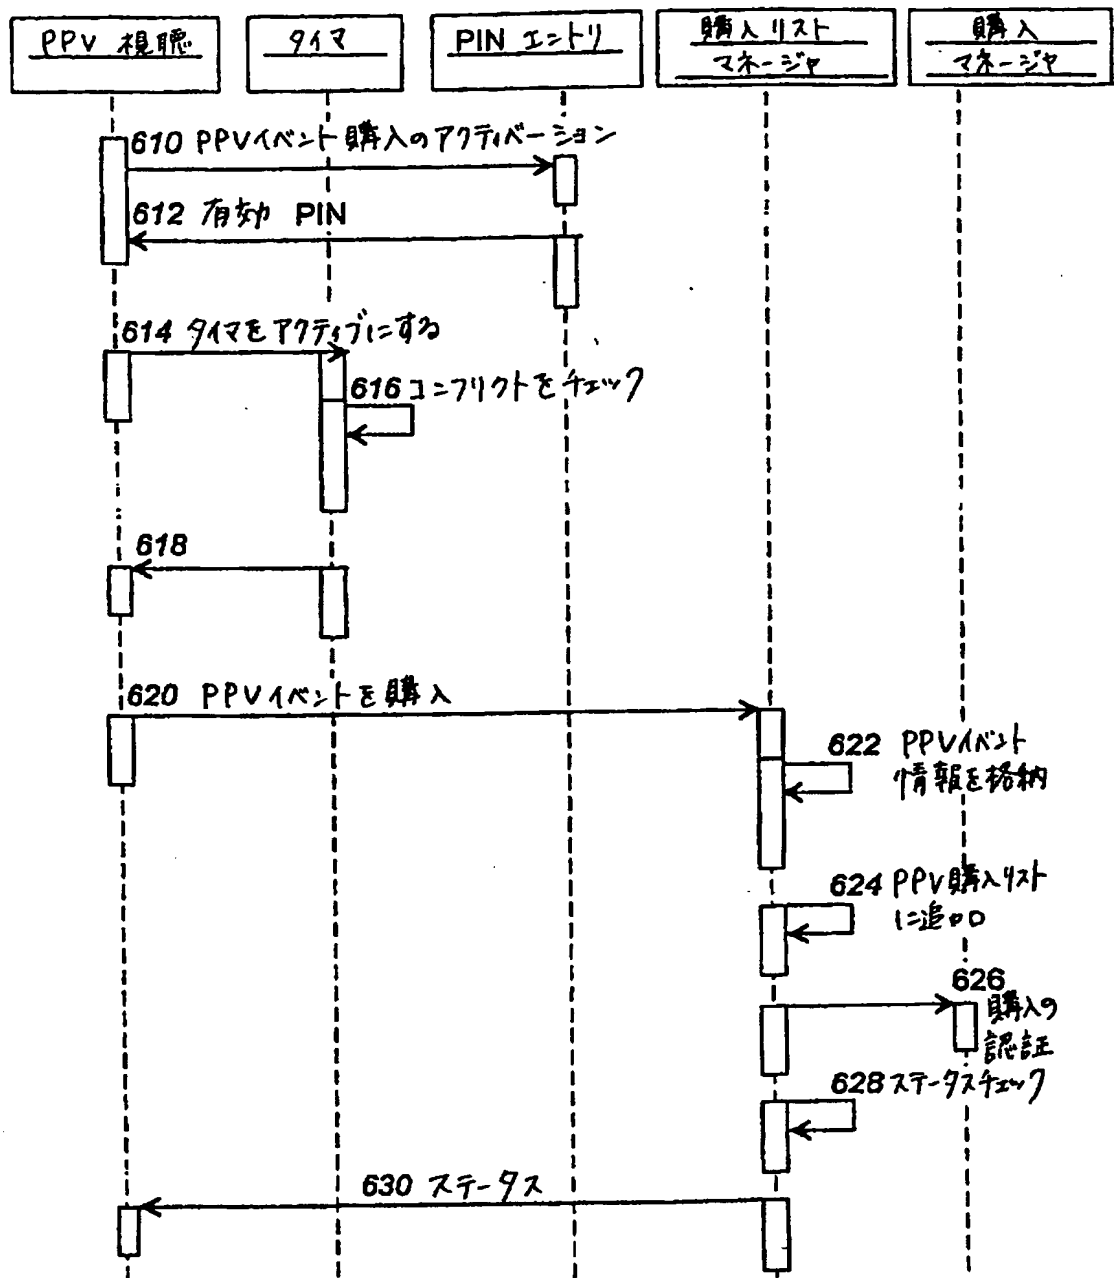 PPV 視聴
タイマ
PIN エントリ
購入リスト
マネージャ
購入
マネージャ
610 PPVイベント購入のアクティベーション
612 有効 PIN
614 タイマをアクティブにする
616 コンフリクトをチェック
618
620 PPVイベントを購入
622 PPVイベント
情報を格納
624 PPV購入リスト
に追加
626
購入の
認証
628 ステータスチェック
630 ステータス